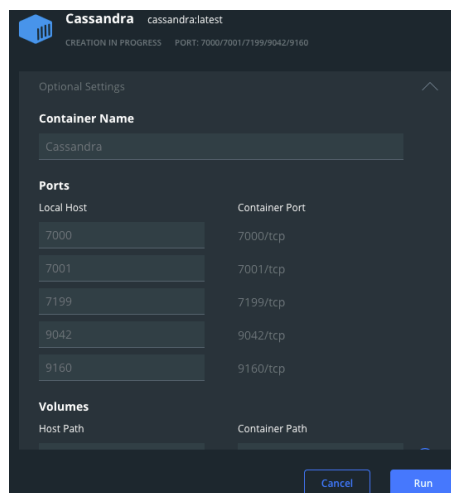 Cassandra cassandra:latest
CREATION IN PROGRESS PORT: 7000/7001/7199/9042/9160
Optional Settings
Container Name
Cassandra
Ports
Local Host Container Port
7000 7000/tcp
7001 7001/tcp
7199 7199/tcp
9042 9042/tcp
9160 9160/tcp
Volumes
Host Path Container Path
Cancel Run